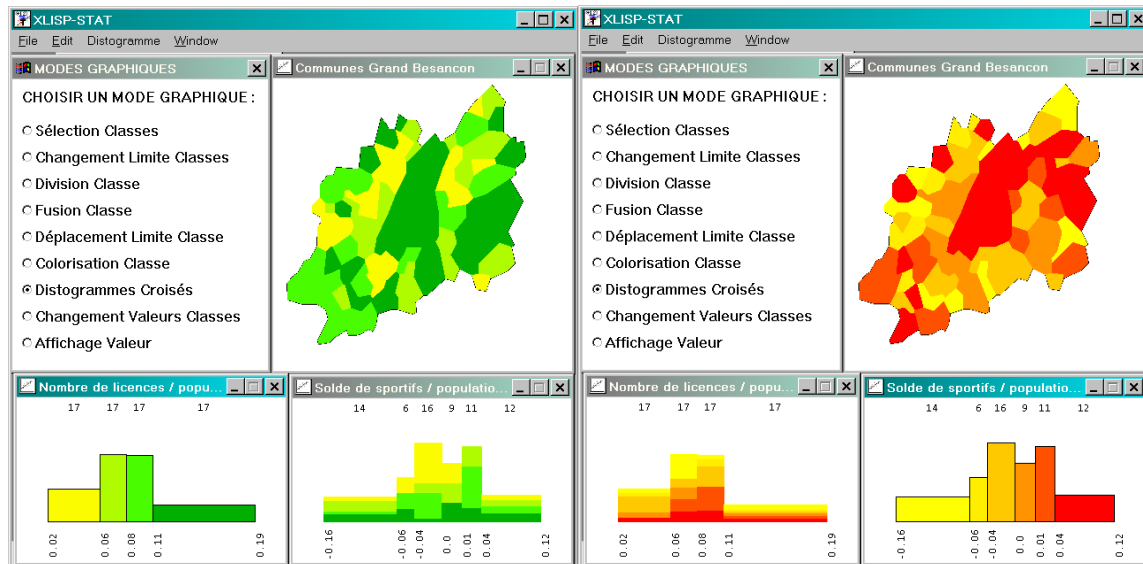 XLISP-STAT
File Edit Distogramme Window
MODES GRAPHIQUES
CHOISIR UN MODE GRAPHIQUE :
Sélection Classes
Changement Limite Classes
Division Classe
Fusion Classe
Déplacement Limite Classe
Colorisation Classe
Distogrammes Croisés
Changement Valeurs Classes
Affichage Valeur
Communes Grand Besancon
Nombre de licences / popu...
17 17 17 17
0.02 0.06 0.08 0.11 0.19
Solde de sportifs / populatio...
14 6 16 9 11 12
-0.16 -0.06 -0.04 0.0 0.01 0.04 0.12
XLISP-STAT
File Edit Distogramme Window
MODES GRAPHIQUES
CHOISIR UN MODE GRAPHIQUE :
Sélection Classes
Changement Limite Classes
Division Classe
Fusion Classe
Déplacement Limite Classe
Colorisation Classe
Distogrammes Croisés
Changement Valeurs Classes
Affichage Valeur
Communes Grand Besancon
Nombre de licences / popu...
17 17 17 17
0.02 0.06 0.08 0.11 0.19
Solde de sportifs / populatio...
14 6 16 9 11 12
-0.16 -0.06 -0.04 0.0 0.01 0.04 0.12